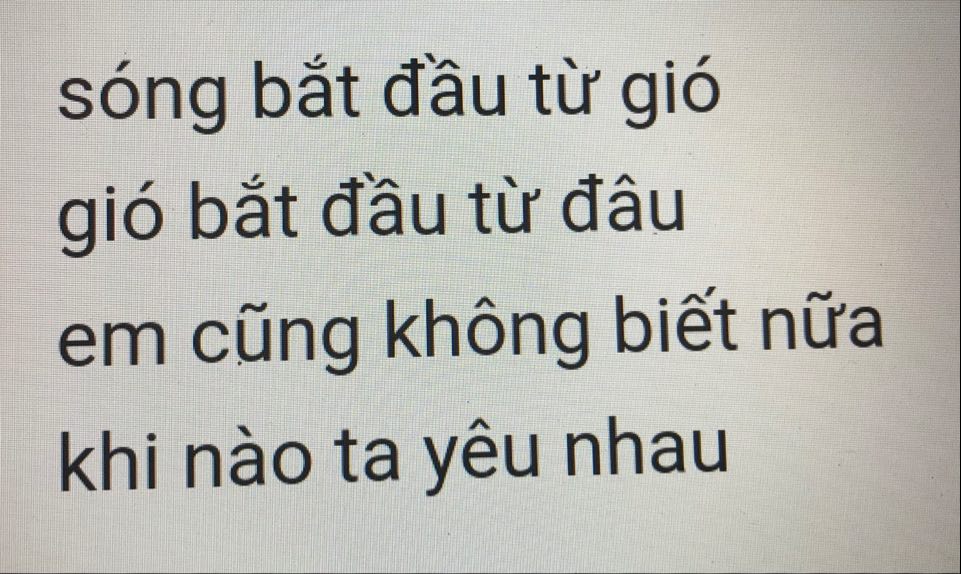 sóng bắt đầu từ gió
gió bắt đầu từ đâu
em cũng không biết nữa
khi nào ta yêu nhau